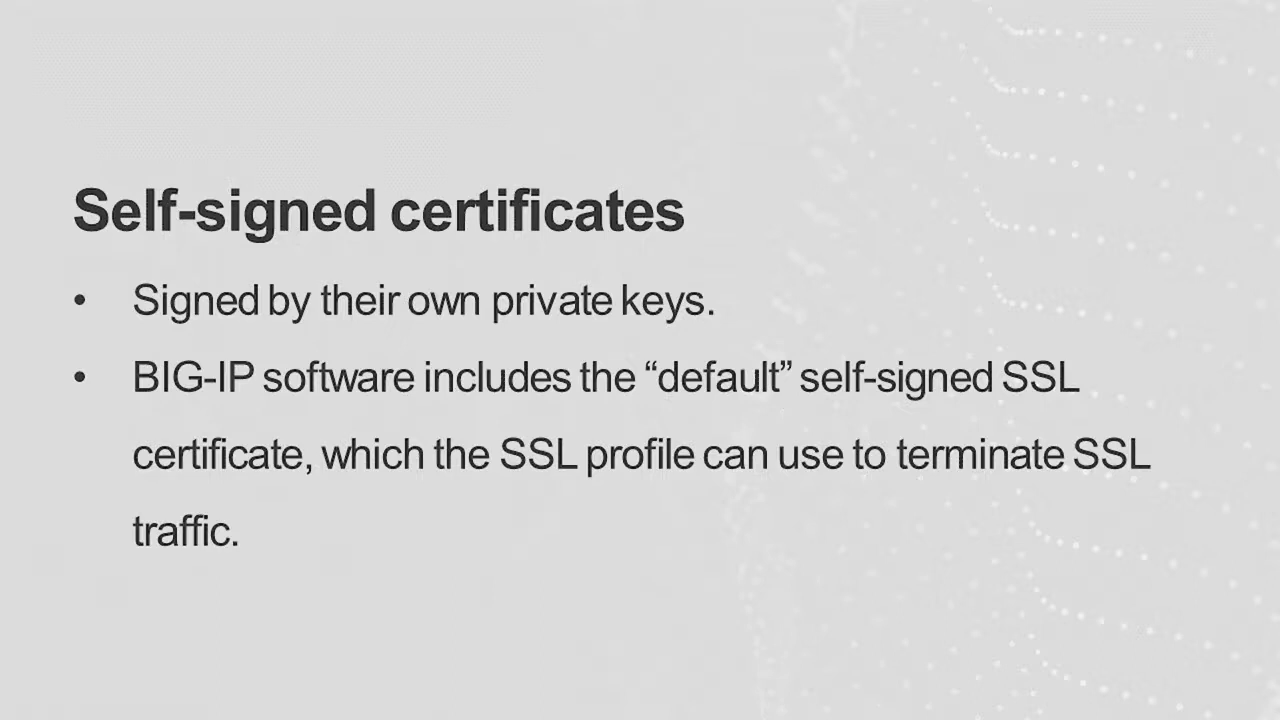 Self-signed certificates
• Signed by their own private keys.
• BIG-IP software includes the “default” self-signed SSL
certificate, which the SSL profile can use to terminate SSL
traffic.